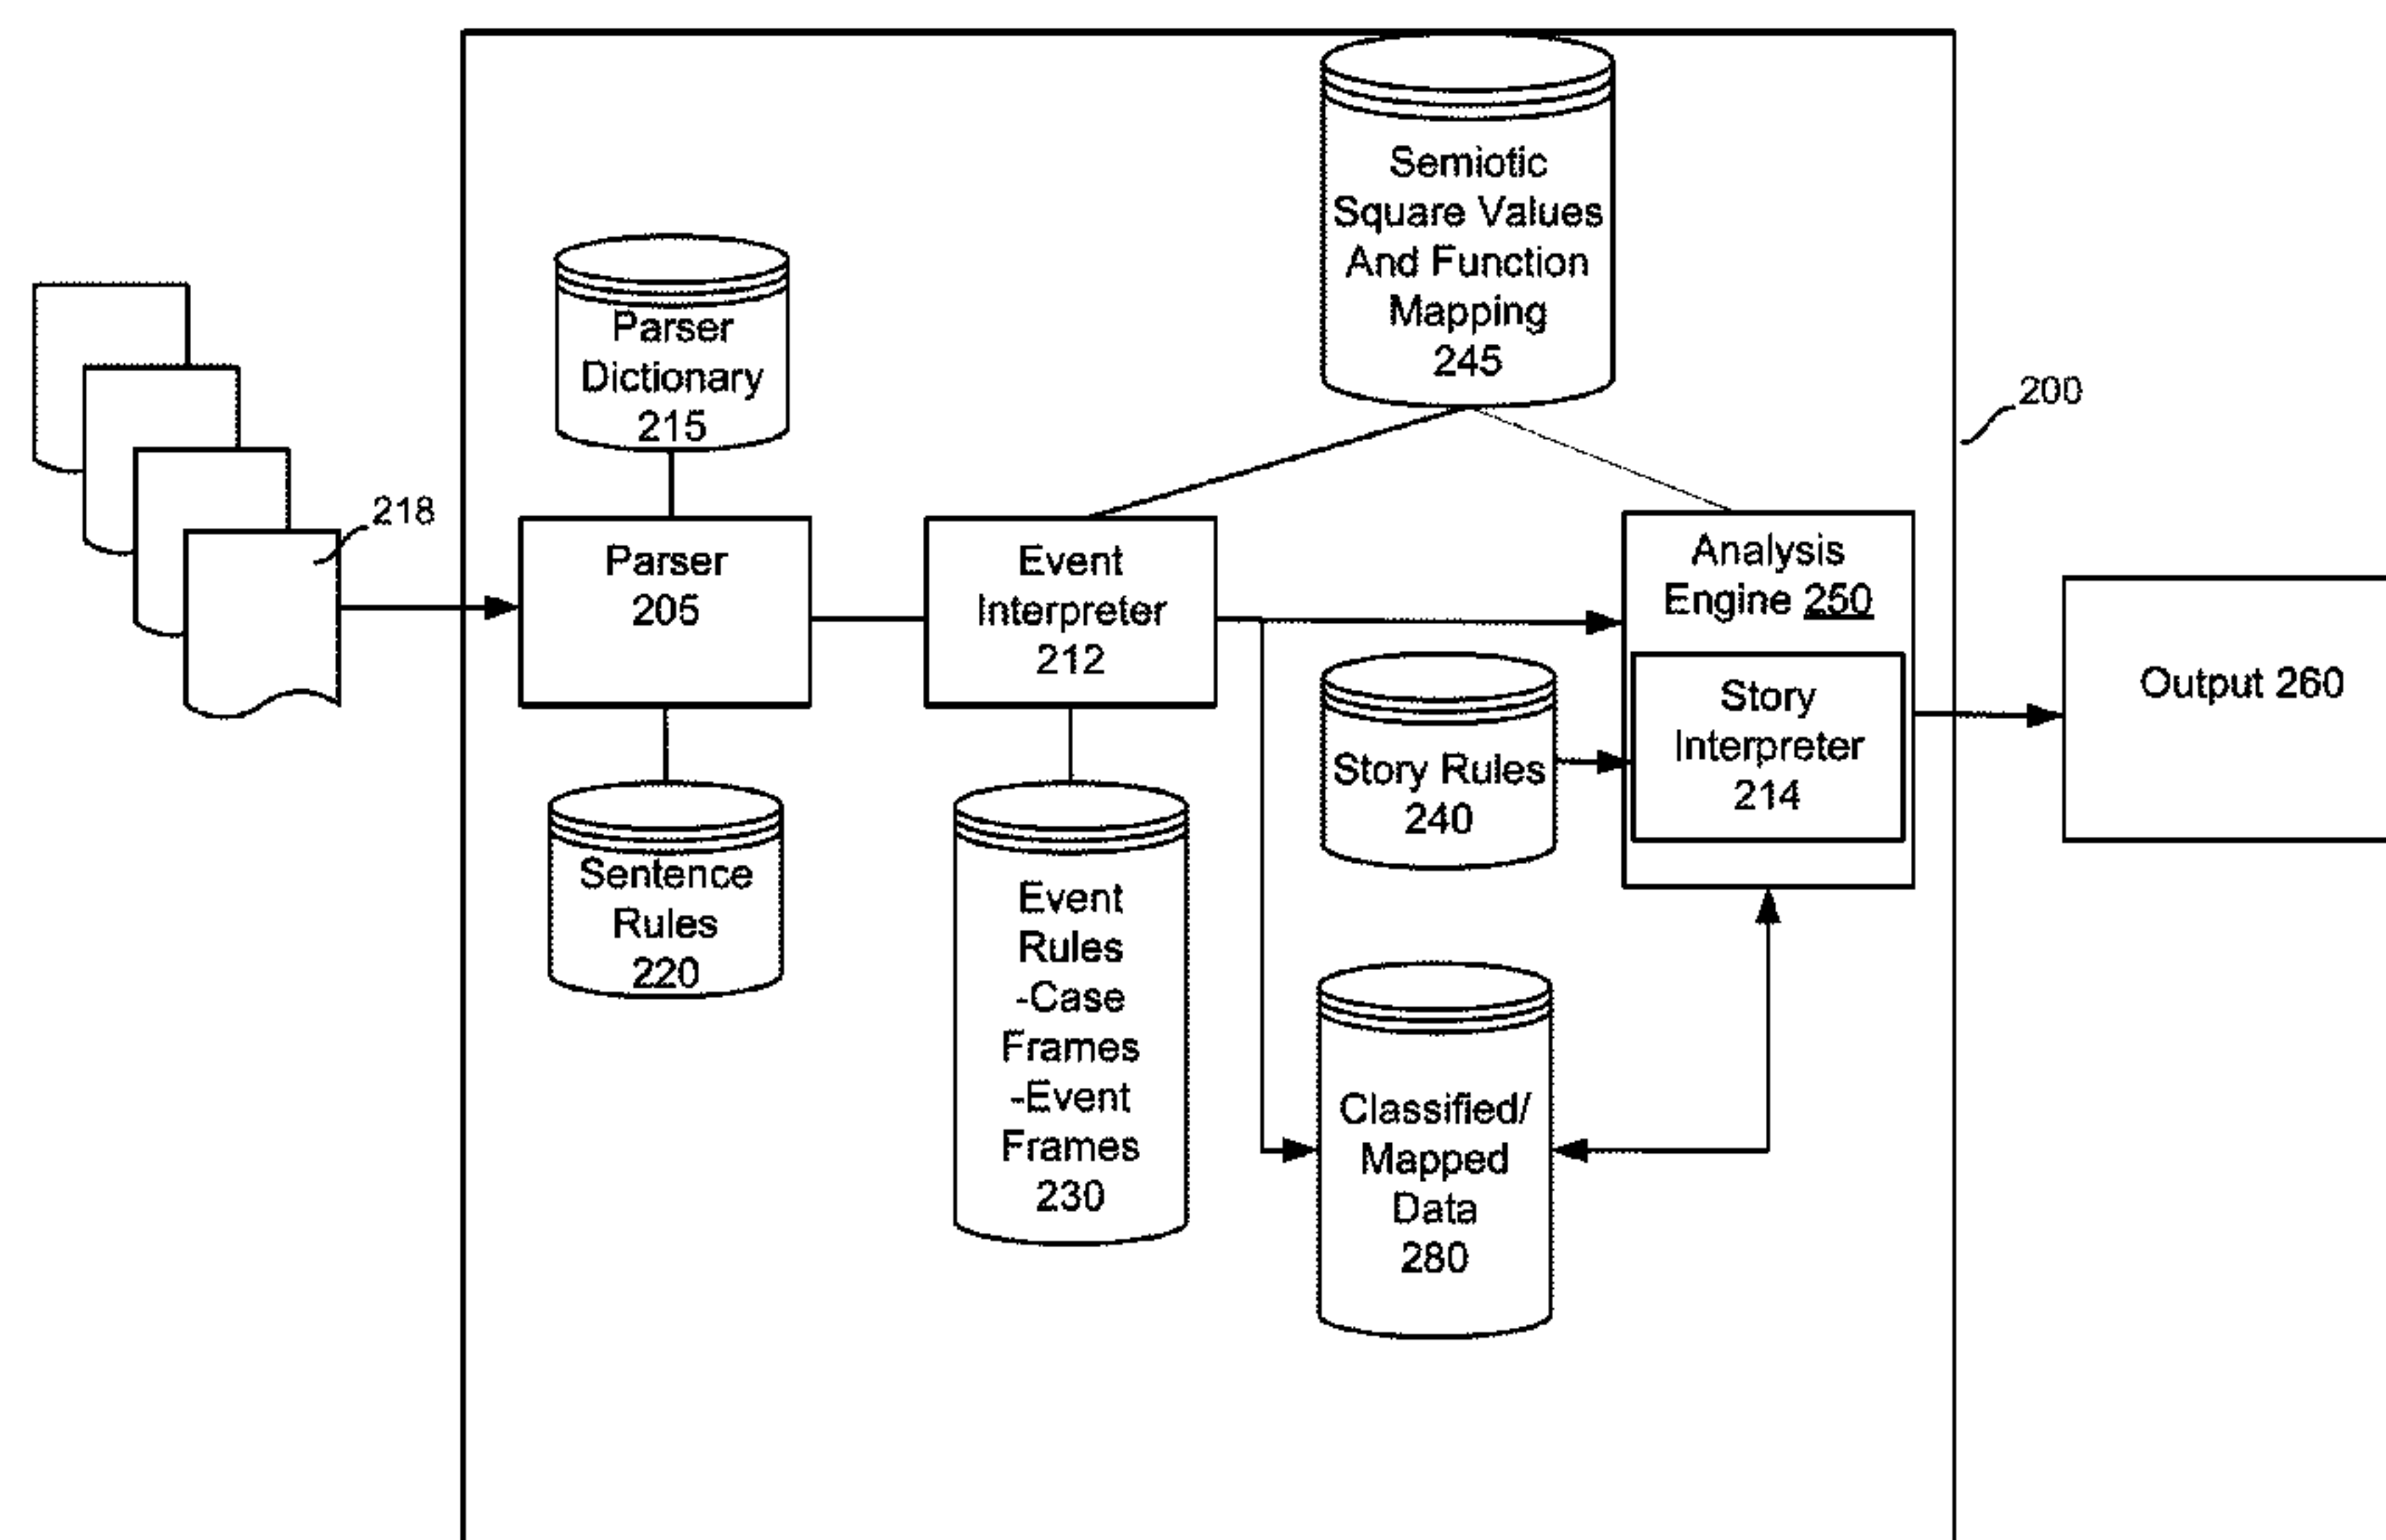 Semiotic
Square Values
And Function
Mapping
245
200
Parser
Dictionary
215
218
Parser
205
Event
Interpreter
212
Analysis
Engine 250
Story
Interpreter
214
Output 260
Story Rules
240
Sentence
Rules
220
Event
Rules
-Case
Frames
-Event
Frames
230
Classified/
Mapped
Data
280